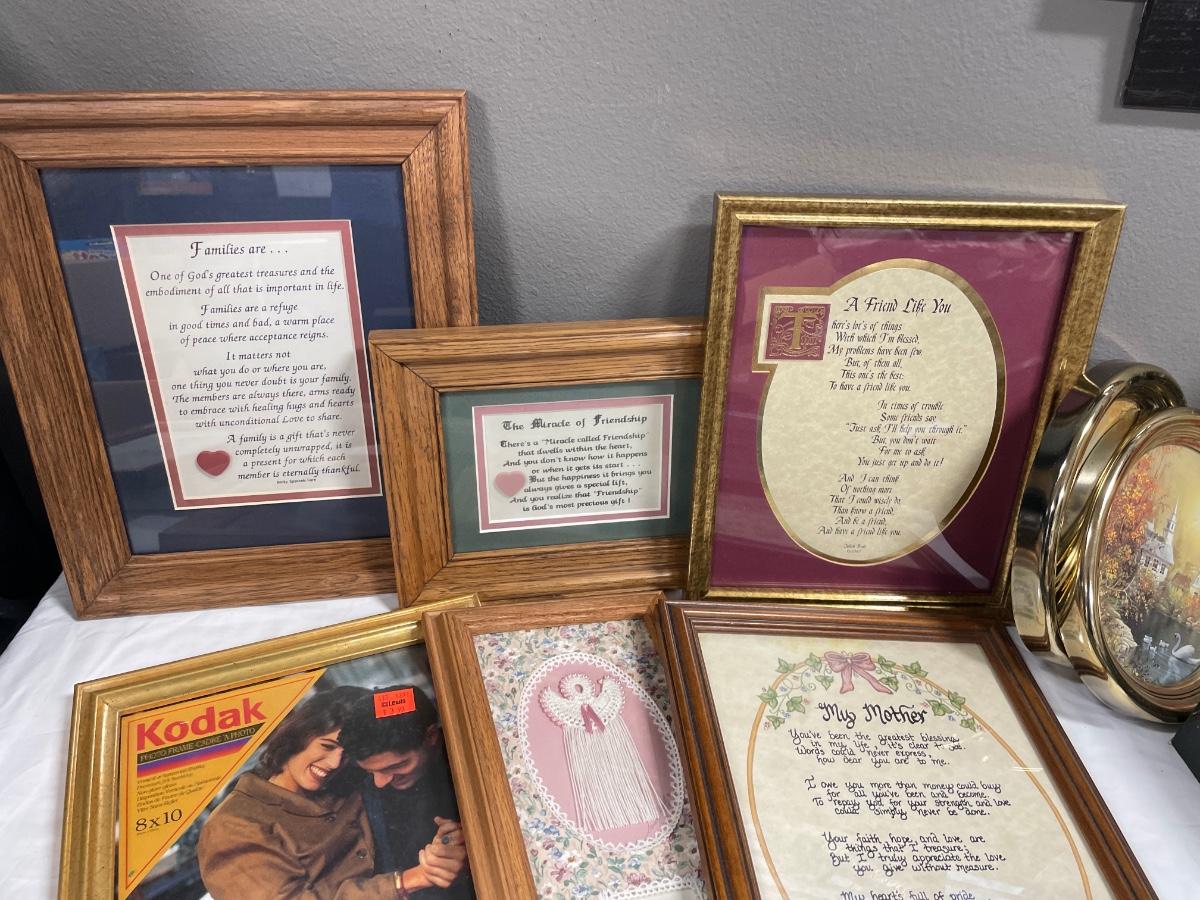 Families are . . .
One of God's greatest treasures and the
embodiment of all that is important in life.
Families are a refuge
in good times and bad, a warm place
of peace where acceptance reigns.
It matters not
what you do or where you are,
one thing you never doubt is your family.
The members are always there, arms ready
to embrace with healing hugs and hearts
with unconditional Love to share.
A family is a gift that's never
completely unwrapped, it is
a present for which each
member is eternally thankful.
The Miracle of Friendship
There's a "Miracle called Friendship"
that dwells within the heart,
And you don't know how it happens
or when it gets its start . . .
But the happiness it brings you
always gives a special lift,
And you realize that "Friendship"
is God's most precious gift !
A Friend Like You
There's lot's of things
With which I'm blessed,
My problems have been few,
But, of them all,
This one's the best:
To have a friend like you.
In times of trouble
Some friends say
"Just ask, I'll help you through it."
But, you don't wait
For me to ask
You just get up and do it!
And I can think
Of nothing more
That I could wisely do,
Than know a friend,
And be a friend,
And have a friend like you.
Kodak
PHOTO FRAME·CADRE À PHOTO
8x10
My Mother
You've been the greatest blessing
in my life, it's clear to see.
Words could never express,
how dear you are to me.
I owe you more than money could buy
for all you've been and become.
To repay you for your strength, and love
could simply never be done.
Your faith, hope, and love are
things that I treasure;
But I truly appreciate the love
you give without measure.
My heart's full of pride